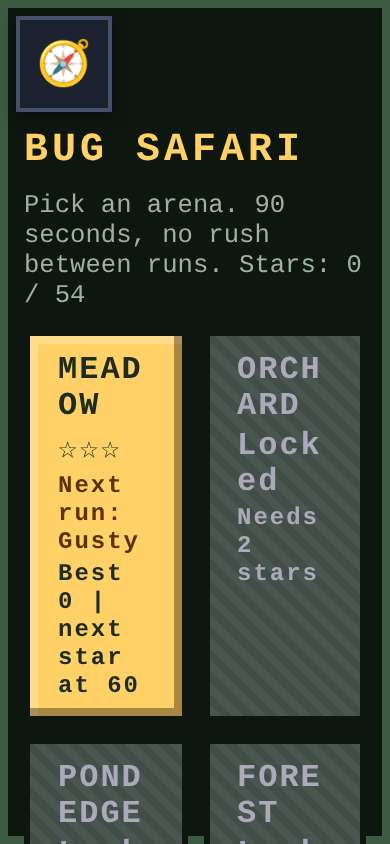 BUG SAFARI
Pick an arena. 90
seconds, no rush
between runs. Stars: 0
/ 54
MEAD
OW
☆☆☆
Next
run:
Gusty
Best
0 |
next
star
at 60
ORCH
ARD
Lock
ed
Needs
2
stars
POND
EDGE
FORE
ST